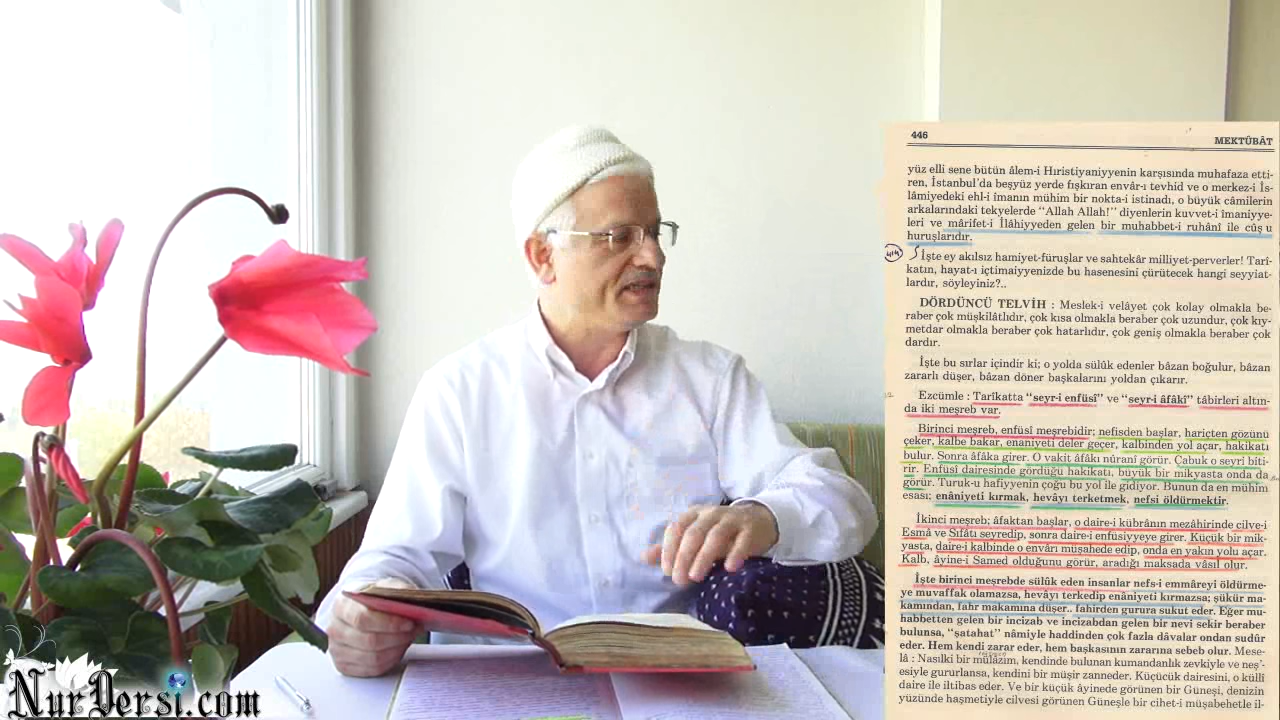 446
MEKTÛBÂT
yüz elli sene bütün âlem-i Hıristiyaniyyenin karşısında muhafaza etti-
ren, İstanbul'da beşyüz yerde fışkıran envâr-ı tevhid ve o merkez-i İs-
lâmiyedeki ehl-i îmanın mühim bir nokta-i istinadı, o büyük câmilerin
arkalarındaki tekyelerde "Allah Allah!" diyenlerin kuvvet-i îmaniyye-
leri ve mârifet-i İlâhiyyeden gelen bir muhabbet-i ruhânî ile cûş u
huruşlarıdır.
İşte ey akılsız hamiyet-füruşlar ve sahtekâr milliyet-perverler! Tarî-
katın, hayat-ı içtimaiyyenizde bu hasenesini çürütecek hangi seyyiat-
lardır, söyleyiniz?..
DÖRDÜNCÜ TELVİH : Meslek-i velâyet çok kolay olmakla be-
raber çok müşkilâtlıdır, çok kısa olmakla beraber çok uzundur, çok kıy-
metdar olmakla beraber çok hatarlıdır, çok geniş olmakla beraber çok
dardır.
İşte bu sırlar içindir ki; o yolda sülûk edenler bâzan boğulur, bâzan
zararlı düşer, bâzan döner başkalarını yoldan çıkarır.
Ezcümle : Tarîkatta "seyr-i enfüsî" ve "seyr-i âfâkî" tâbirleri altın-
da iki meşreb var.
Birinci meşreb, enfüsî meşrebidir; nefisden başlar, hariçten gözünü
çeker, kalbe bakar, enaniyeti deler geçer, kalbinden yol açar, hakikatı
bulur. Sonra âfâka girer. O vakit âfâkı nûranî görür. Çabuk o seyri biti-
rir. Enfüsî dairesinde gördüğü hakikatı, büyük bir mikyasta onda da
görür. Turuk-u hafiyyenin çoğu bu yol ile gidiyor. Bunun da en mühim
esası; enâniyeti kırmak, hevâyı terketmek, nefsi öldürmektir.
İkinci meşreb; âfaktan başlar, o daire-i kübrânın mezâhirinde cilve-i
Esmâ ve Sıfâtı seyredip, sonra daire-i enfüsiyyeye girer. Küçük bir mik-
yasta, daire-i kalbinde o envârı müşahede edip, onda en yakın yolu açar.
Kalb, âyine-i Samed olduğunu görür, aradığı maksada vâsıl olur.
İşte birinci meşrebde sülûk eden insanlar nefs-i emmâreyi öldürme-
ye muvaffak olamazsa, hevâyı terkedip enâniyeti kırmazsa; şükür ma-
kamından, fahr makamına düşer.. fahirden gurura sukut eder. Eğer mu-
habbetten gelen bir incizab ve incizabdan gelen bir nevi sekir beraber
bulunsa, "şatahat" nâmiyle haddinden çok fazla dâvalar ondan sudûr
eder. Hem kendi zarar eder, hem başkasının zararına sebeb olur. Mese-
lâ : Nasılki bir mülâzım, kendinde bulunan kumandanlık zevkiyle ve neş'-
esiyle gururlansa, kendini bir müşir zanneder. Küçücük dairesini, o küllî
daire ile iltibas eder. Ve bir küçük âyinede görünen bir Güneşi, denizin
yüzünde haşmetiyle cilvesi görünen Güneşle bir cihet-i müşabehetle il-
NurDersi.com